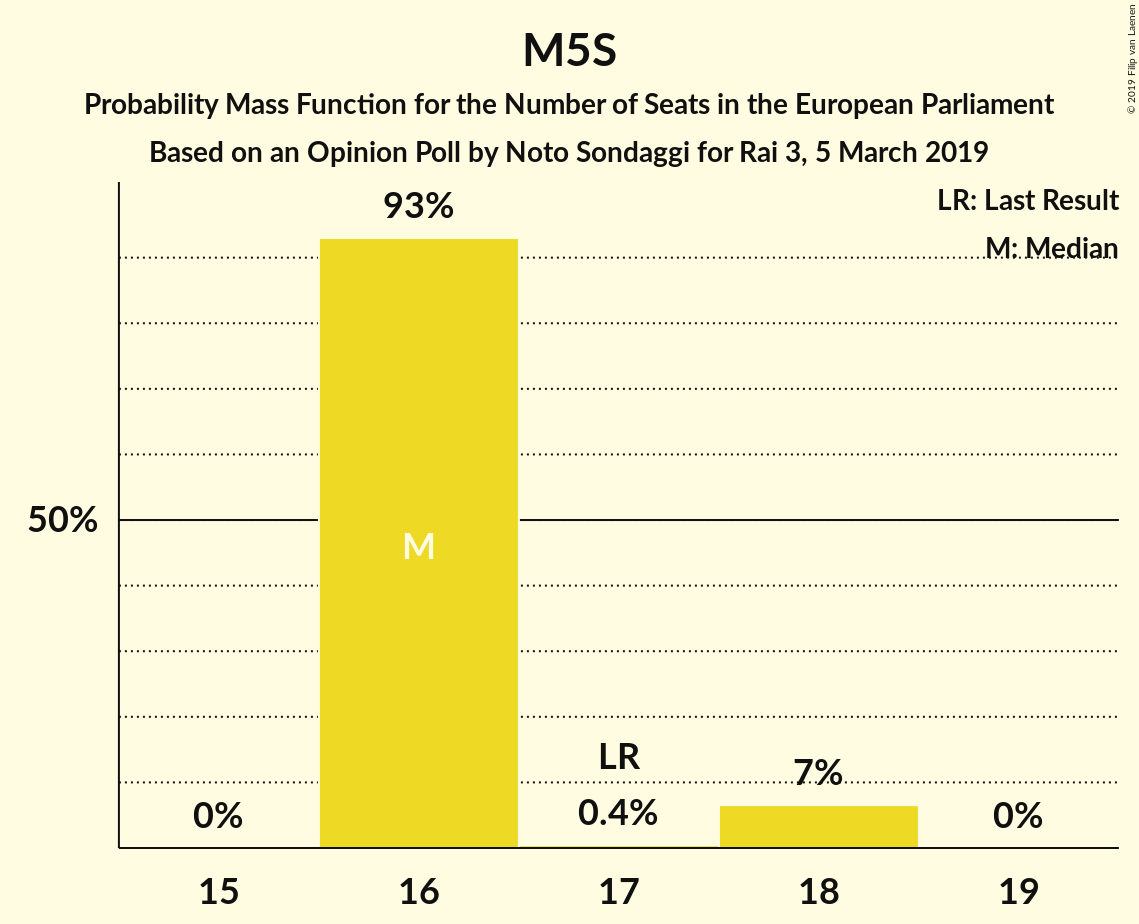 M5S
Probability Mass Function for the Number of Seats in the European Parliament
Based on an Opinion Poll by Noto Sondaggi for Rai 3, 5 March 2019
© 2019 Filip van Laenen
LR: Last Result
M: Median
93%
50%
M
LR
7%
0%
0.4%
0%
15
16
17
18
19